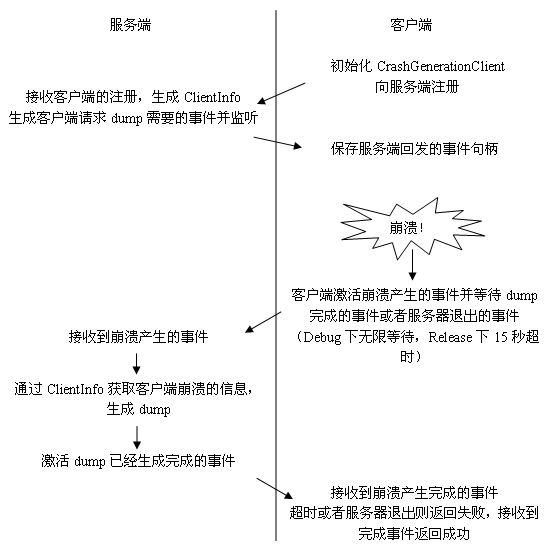 服务端
客户端
初始化 CrashGenerationClient
向服务端注册
接收客户端的注册，生成 ClientInfo
生成客户端请求 dump 需要的事件并监听
保存服务端回发的事件句柄
崩溃！
客户端激活崩溃产生的事件并等待 dump
完成的事件或者服务器退出的事件
（Debug 下无限等待，Release 下 15 秒超
时）
接收到崩溃产生的事件
通过 ClientInfo 获取客户端崩溃的信息，
生成 dump
激活 dump 已经生成完成的事件
接收到崩溃产生完成的事件
超时或者服务器退出则返回失败，接收到
完成事件返回成功